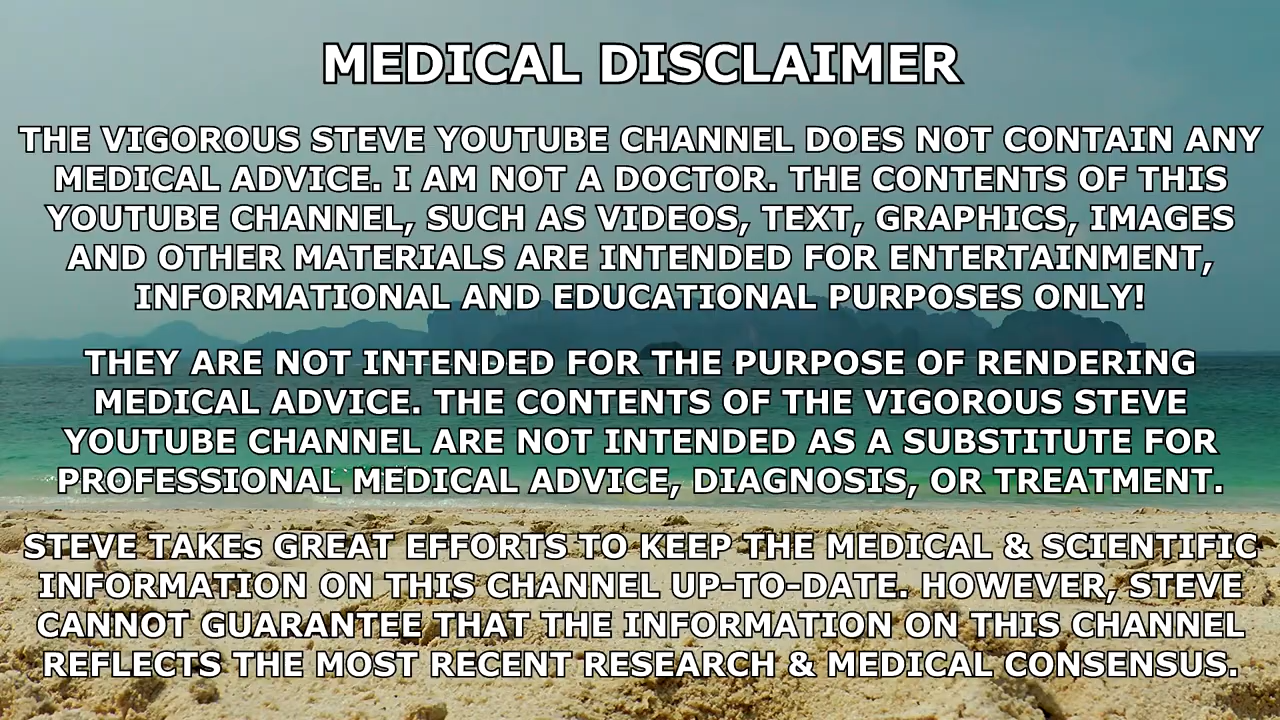 MEDICAL DISCLAIMER
THE VIGOROUS STEVE YOUTUBE CHANNEL DOES NOT CONTAIN ANY
MEDICAL ADVICE. I AM NOT A DOCTOR. THE CONTENTS OF THIS
YOUTUBE CHANNEL, SUCH AS VIDEOS, TEXT, GRAPHICS, IMAGES
AND OTHER MATERIALS ARE INTENDED FOR ENTERTAINMENT,
INFORMATIONAL AND EDUCATIONAL PURPOSES ONLY!
THEY ARE NOT INTENDED FOR THE PURPOSE OF RENDERING
MEDICAL ADVICE. THE CONTENTS OF THE VIGOROUS STEVE
YOUTUBE CHANNEL ARE NOT INTENDED AS A SUBSTITUTE FOR
PROFESSIONAL MEDICAL ADVICE, DIAGNOSIS, OR TREATMENT.
STEVE TAKEs GREAT EFFORTS TO KEEP THE MEDICAL & SCIENTIFIC
INFORMATION ON THIS CHANNEL UP-TO-DATE. HOWEVER, STEVE
CANNOT GUARANTEE THAT THE INFORMATION ON THIS CHANNEL
REFLECTS THE MOST RECENT RESEARCH & MEDICAL CONSENSUS.